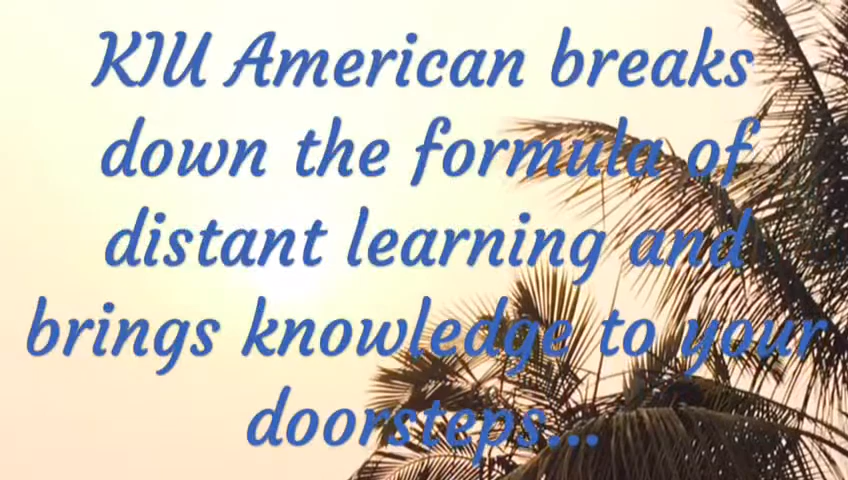 KIU American breaks
down the formula of
distant learning and
brings knowledge to your
doorsteps...